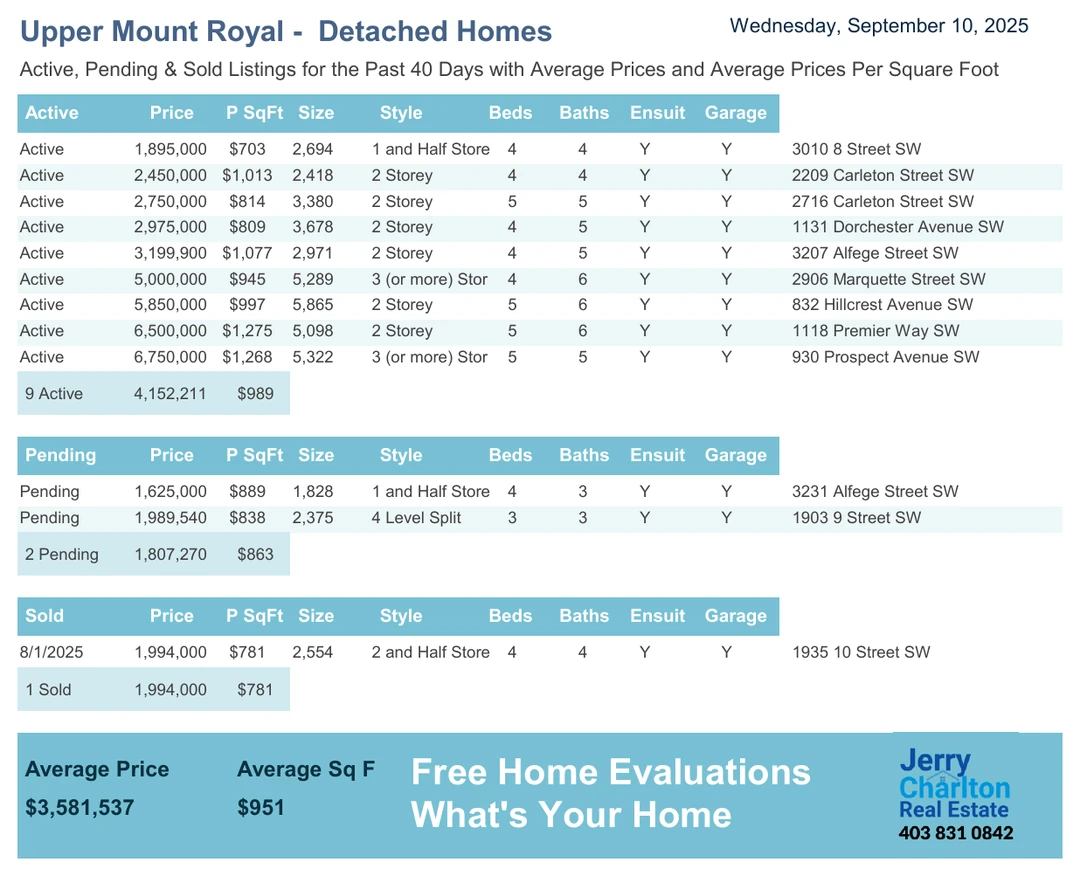 Upper Mount Royal - Detached Homes
Wednesday, September 10, 2025
Active, Pending & Sold Listings for the Past 40 Days with Average Prices and Average Prices Per Square Foot
Active Price P SqFt Size Style Beds Baths Ensuit Garage
Active 1,895,000 $703 2,694 1 and Half Store 4 4 Y Y 3010 8 Street SW
Active 2,450,000 $1,013 2,418 2 Storey 4 4 Y Y 2209 Carleton Street SW
Active 2,750,000 $814 3,380 2 Storey 5 5 Y Y 2716 Carleton Street SW
Active 2,975,000 $809 3,678 2 Storey 4 5 Y Y 1131 Dorchester Avenue SW
Active 3,199,900 $1,077 2,971 2 Storey 4 5 Y Y 3207 Alfege Street SW
Active 5,000,000 $945 5,289 3 (or more) Stor 4 6 Y Y 2906 Marquette Street SW
Active 5,850,000 $997 5,865 2 Storey 5 6 Y Y 832 Hillcrest Avenue SW
Active 6,500,000 $1,275 5,098 2 Storey 5 6 Y Y 1118 Premier Way SW
Active 6,750,000 $1,268 5,322 3 (or more) Stor 5 5 Y Y 930 Prospect Avenue SW
9 Active 4,152,211 $989
Pending Price P SqFt Size Style Beds Baths Ensuit Garage
Pending 1,625,000 $889 1,828 1 and Half Store 4 3 Y Y 3231 Alfege Street SW
Pending 1,989,540 $838 2,375 4 Level Split 3 3 Y Y 1903 9 Street SW
2 Pending 1,807,270 $863
Sold Price P SqFt Size Style Beds Baths Ensuit Garage
8/1/2025 1,994,000 $781 2,554 2 and Half Store 4 4 Y Y 1935 10 Street SW
1 Sold 1,994,000 $781
Average Price Average Sq F
$3,581,537 $951
Free Home Evaluations
What's Your Home
Jerry
Charlton
Real Estate
403 831 0842